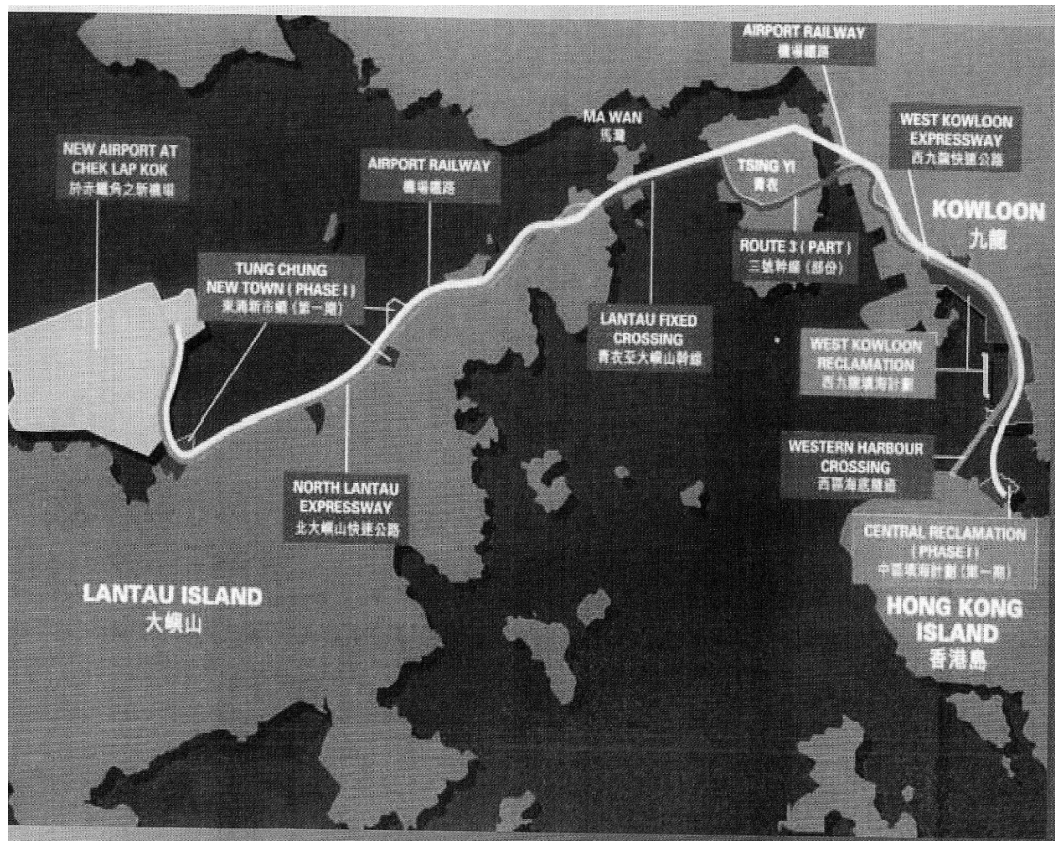 AIRPORT RAILWAY
機場鐵路
MA WAN
馬灣
WEST KOWLOON
EXPRESSWAY
西九龍快速公路
NEW AIRPORT AT
CHEK LAP KOK
於赤鱲角之新機場
AIRPORT RAILWAY
機場鐵路
TSING YI
青衣
KOWLOON
九龍
TUNG CHUNG
NEW TOWN ( PHASE I )
東涌新市鎮 (第一期)
ROUTE 3 ( PART )
三號幹線 (部份)
LANTAU FIXED
CROSSING
青衣至大嶼山幹線
WEST KOWLOON
RECLAMATION
西九龍填海計劃
WESTERN HARBOUR
CROSSING
西區海底隧道
NORTH LANTAU
EXPRESSWAY
北大嶼山快速公路
CENTRAL RECLAMATION
( PHASE I )
中區填海計劃 (第一期)
LANTAU ISLAND
大嶼山
HONG KONG
ISLAND
香港島